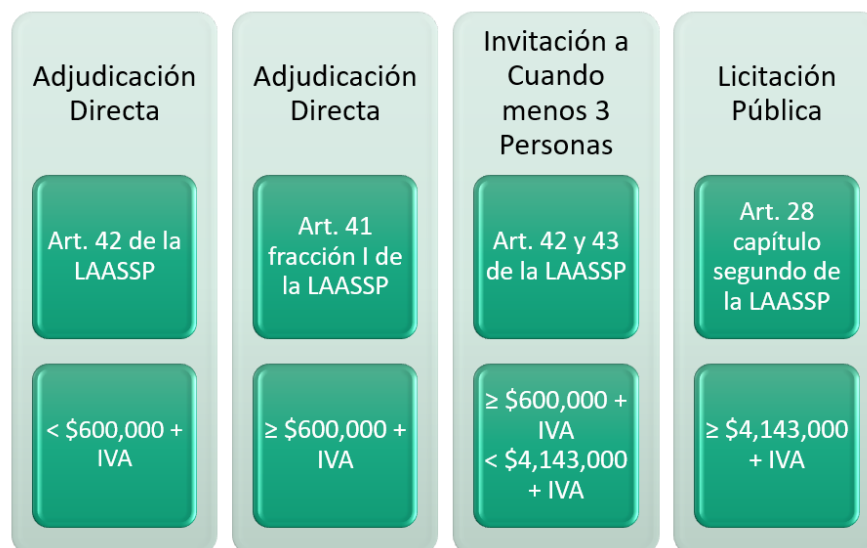 Adjudicación
Directa
Art. 42 de la
LAASSP
< $600,000 +
IVA
Adjudicación
Directa
Art. 41
fracción I de
la LAASSP
≥ $600,000 +
IVA
Invitación a
Cuando
menos 3
Personas
Art. 42 y 43
de la LAASSP
≥ $600,000 +
IVA
< $4,143,000
+ IVA
Licitación
Pública
Art. 28
capítulo
segundo de
la LAASSP
≥ $4,143,000
+ IVA